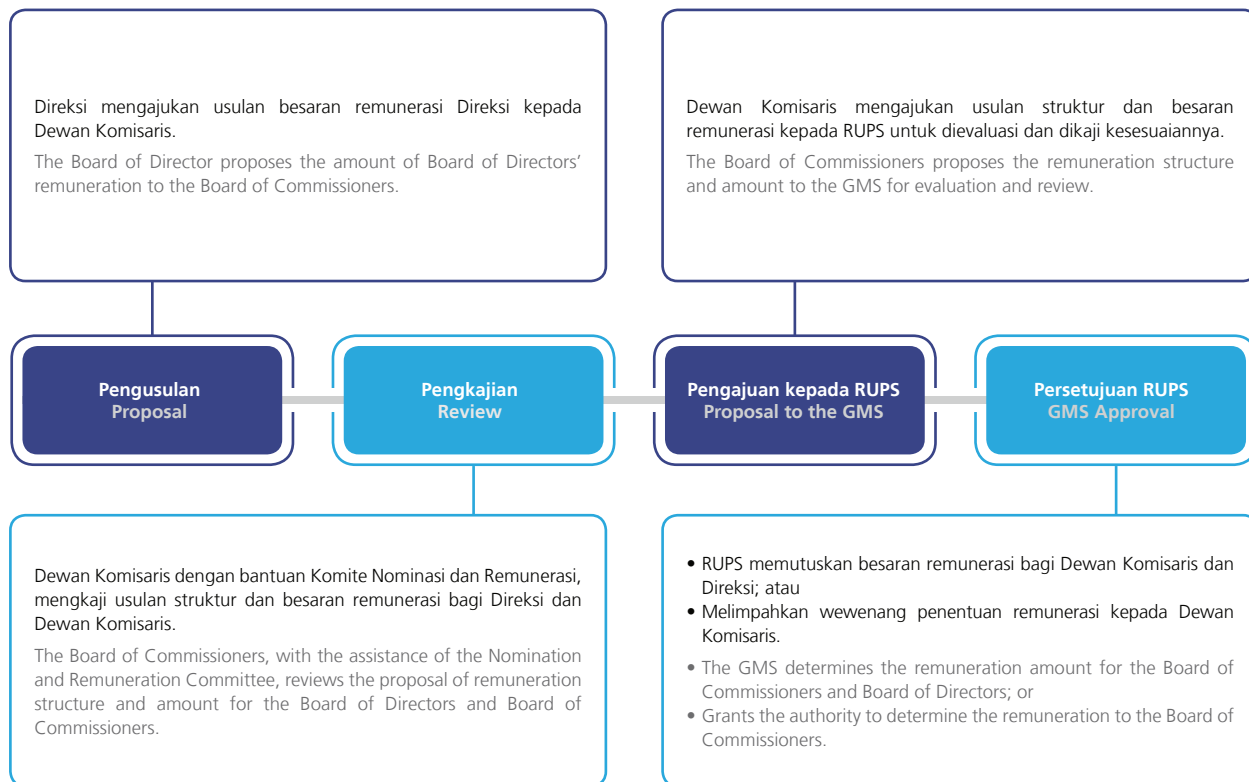 Direksi mengajukan usulan besaran remunerasi Direksi kepada
Dewan Komisaris.
The Board of Director proposes the amount of Board of Directors’
remuneration to the Board of Commissioners.
Dewan Komisaris mengajukan usulan struktur dan besaran
remunerasi kepada RUPS untuk dievaluasi dan dikaji kesesuaiannya.
The Board of Commissioners proposes the remuneration structure
and amount to the GMS for evaluation and review.
Pengusulan
Proposal
Pengkajian
Review
Pengajuan kepada RUPS
Proposal to the GMS
Persetujuan RUPS
GMS Approval
Dewan Komisaris dengan bantuan Komite Nominasi dan Remunerasi,
mengkaji usulan struktur dan besaran remunerasi bagi Direksi dan
Dewan Komisaris.
The Board of Commissioners, with the assistance of the Nomination
and Remuneration Committee, reviews the proposal of remuneration
structure and amount for the Board of Directors and Board of
Commissioners.
• RUPS memutuskan besaran remunerasi bagi Dewan Komisaris dan
Direksi; atau
• Melimpahkan wewenang penentuan remunerasi kepada Dewan
Komisaris.
• The GMS determines the remuneration amount for the Board of
Commissioners and Board of Directors; or
• Grants the authority to determine the remuneration to the Board of
Commissioners.